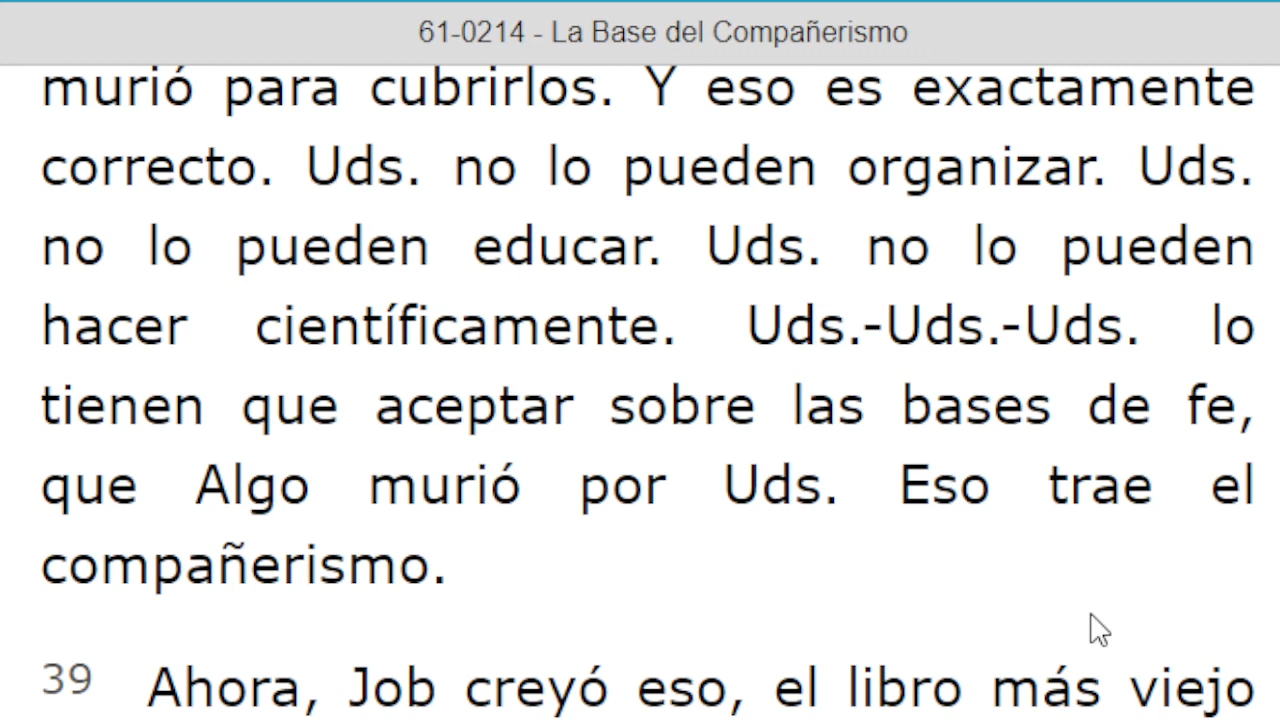 61-0214 - La Base del Compañerismo
murió para cubrirlos. Y eso es exactamente
correcto. Uds. no lo pueden organizar. Uds.
no lo pueden educar. Uds. no lo pueden
hacer científicamente. Uds.-Uds.-Uds. lo
tienen que aceptar sobre las bases de fe,
que Algo murió por Uds. Eso trae el
compañerismo.
39 Ahora, Job creyó eso, el libro más viejo